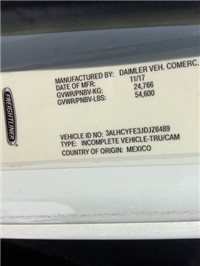 FREIGHTLINER
MANUFACTURED BY: DAIMLER VEH. COMERC.
DATE OF MFR: 11/17
GVWR/PNBV-KG: 24,766
GVWR/PNBV-LBS: 54,600
VEHICLE ID NO: 3ALHCYFE3JDJZ6489
TYPE: INCOMPLETE VEHICLE-TRU/CAM
COUNTRY OF ORIGIN: MEXICO